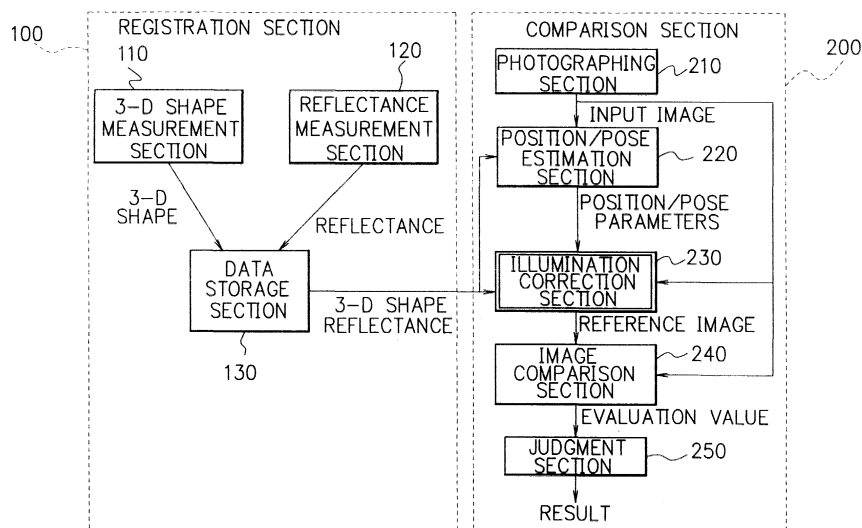 100
REGISTRATION SECTION
110
3-D SHAPE
MEASUREMENT
SECTION
120
REFLECTANCE
MEASUREMENT
SECTION
3-D
SHAPE
REFLECTANCE
DATA
STORAGE
SECTION
130
3-D SHAPE
REFLECTANCE
COMPARISON SECTION
200
PHOTOGRAPHING
SECTION
210
INPUT IMAGE
POSITION/POSE
ESTIMATION
SECTION
220
POSITION/POSE
PARAMETERS
ILLUMINATION
CORRECTION
SECTION
230
REFERENCE IMAGE
IMAGE
COMPARISON
SECTION
240
EVALUATION VALUE
JUDGMENT
SECTION
250
RESULT